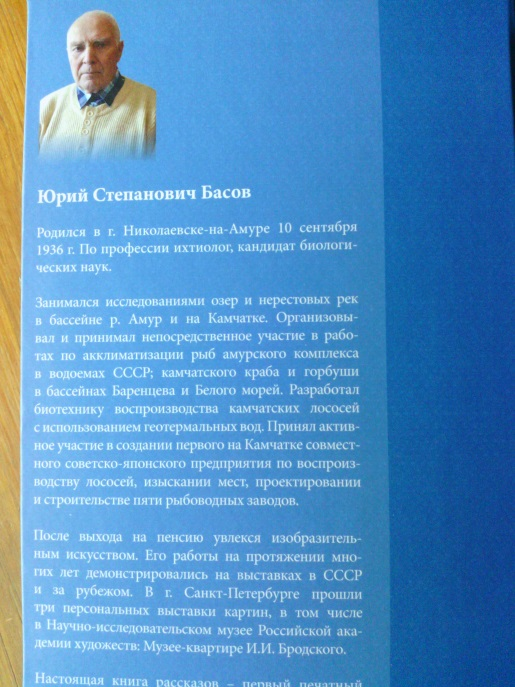 Юрий Степанович Басов
Родился в г. Николаевске-на-Амуре 10 сентября
1936 г. По профессии ихтиолог, кандидат биологи-
ческих наук.
Занимался исследованиями озер и нерестовых рек
в бассейне р. Амур и на Камчатке. Организовы-
вал и принимал непосредственное участие в рабо-
тах по акклиматизации рыб амурского комплекса
в водоемах СССР; камчатского краба и горбуши
в бассейнах Баренцева и Белого морей. Разработал
биотехнику воспроизводства камчатских лососей
с использованием геотермальных вод. Принял актив-
ное участие в создании первого на Камчатке совмест-
ного советско-японского предприятия по воспроиз-
водству лососей, изыскании мест, проектировании
и строительстве пяти рыбоводных заводов.
После выхода на пенсию увлекся изобразитель-
ным искусством. Его работы на протяжении мно-
гих лет демонстрировались на выставках в СССР
и за рубежом. В г. Санкт-Петербурге прошли
три персональных выставки картин, в том числе
в Научно-исследовательском музее Российской ака-
демии художеств: Музее-квартире И.И. Бродского.
Настоящая книга рассказов – первый печатный